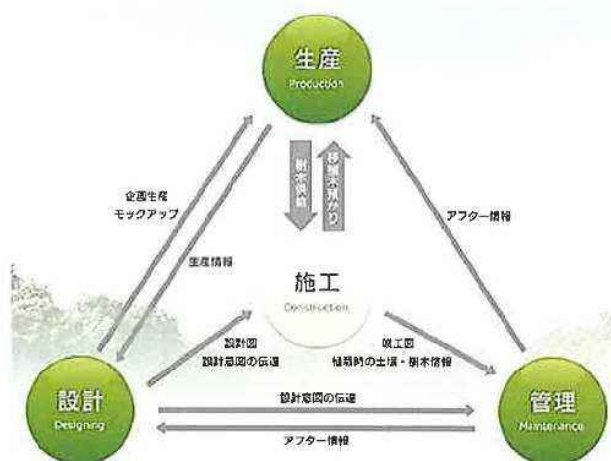 生産
Production
樹木供給
移植木預かり
企画生産
モックアップ
生産情報
アフター情報
施工
Construction
設計図
設計意図の伝達
竣工図
植栽時の土壌・樹木情報
設計
Designing
設計意図の伝達
アフター情報
管理
Maintenance